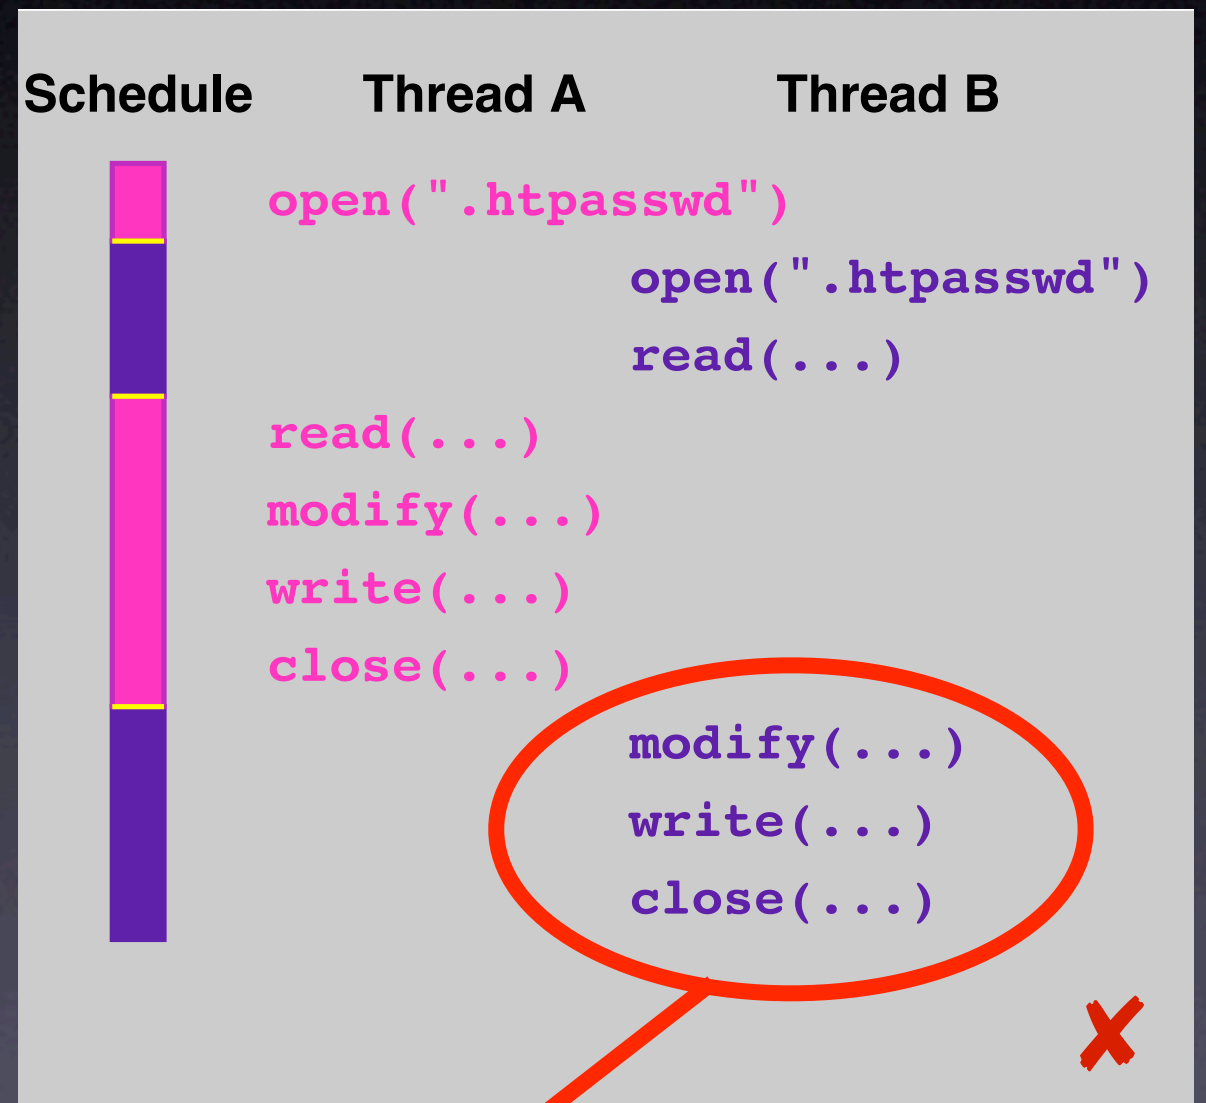 Schedule Thread A Thread B
open(".htpasswd")
open(".htpasswd")
read(...)
read(...)
modify(...)
write(...)
close(...)
modify(...)
write(...)
close(...)
✘